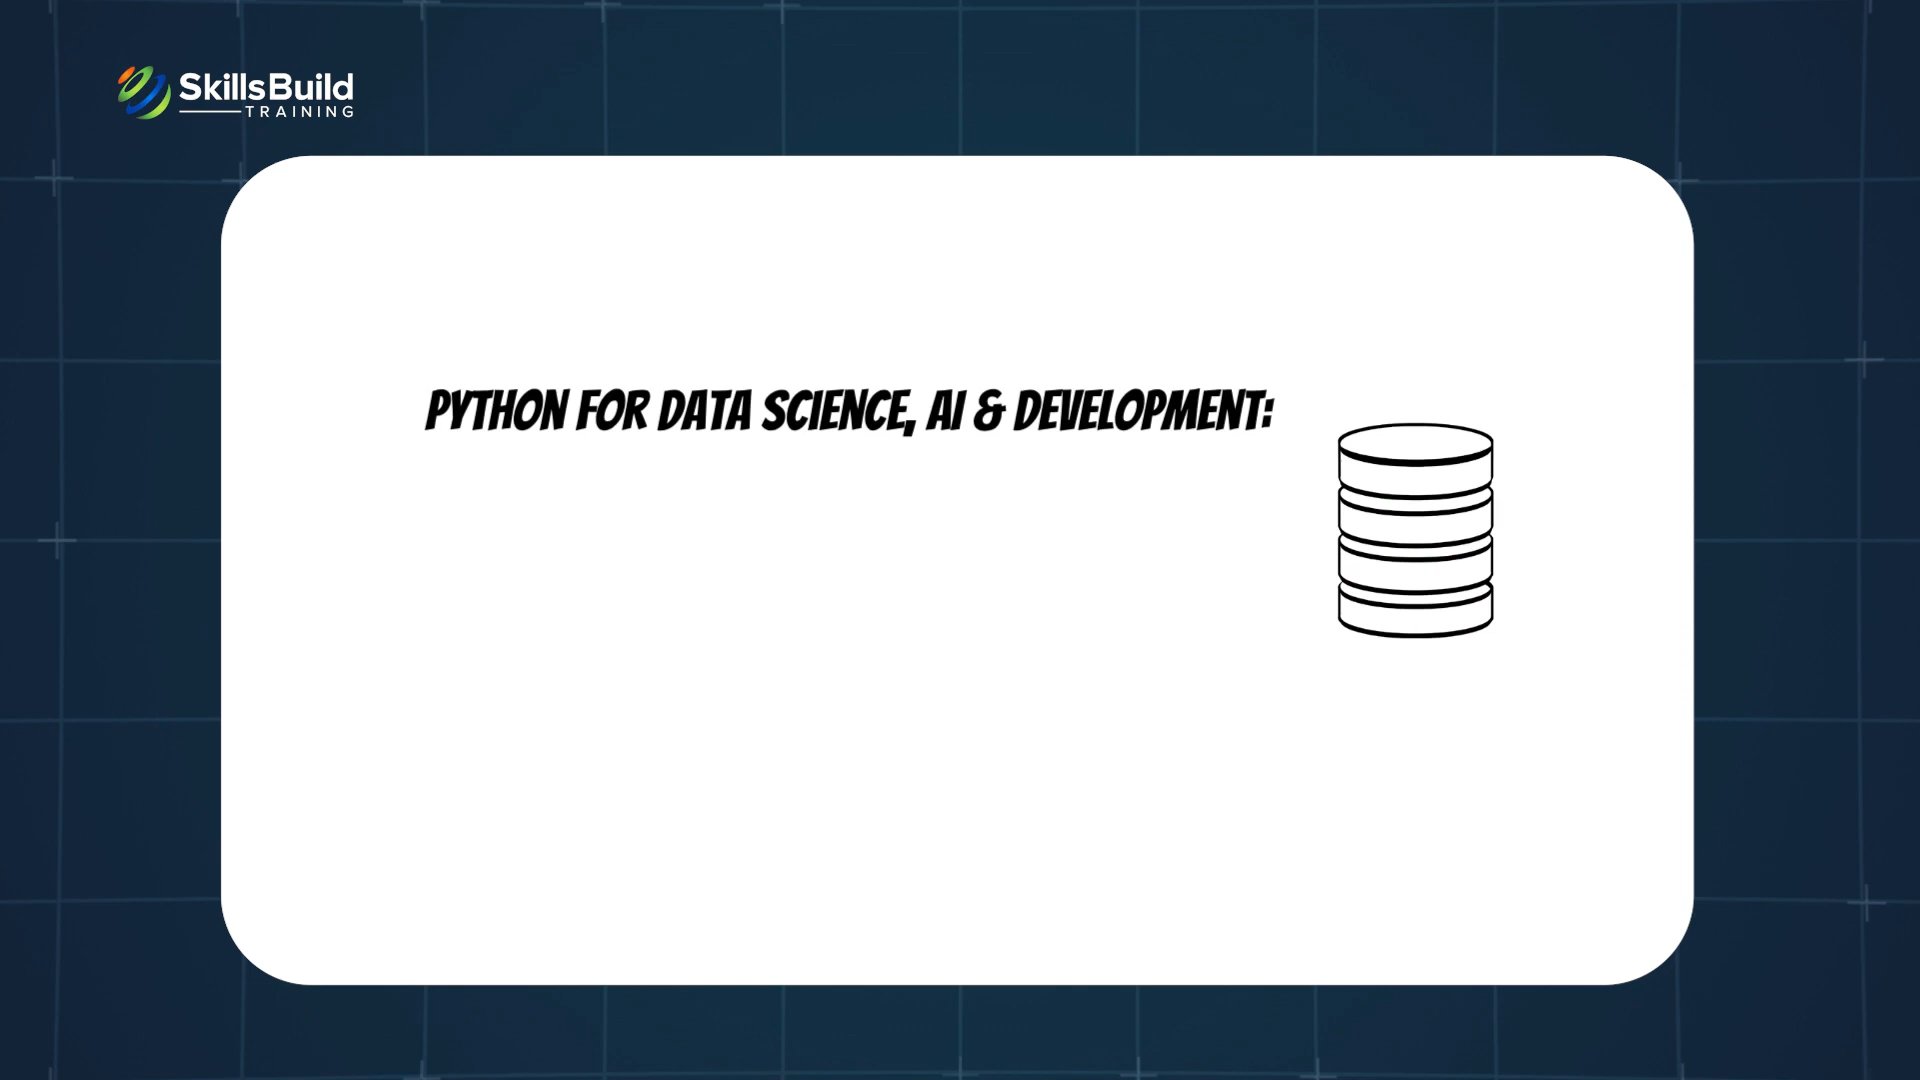 SkillsBuild
TRAINING
PYTHON FOR DATA SCIENCE, AI & DEVELOPMENT: